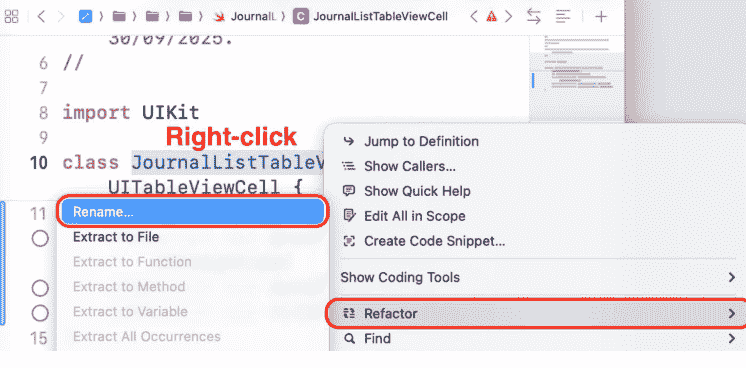 JournalL JournalListTableViewCell
30/09/2025.
6 //
7
8 import UIKit
9
Right-click
10 class JournalListTableV
UITableViewCell {
11
15
Rename...
Extract to File
Extract to Function
Extract to Method
Extract to Variable
Extract All Occurrences
Jump to Definition
Show Callers...
Show Quick Help
Edit All in Scope
Create Code Snippet...
Show Coding Tools
Refactor
Find